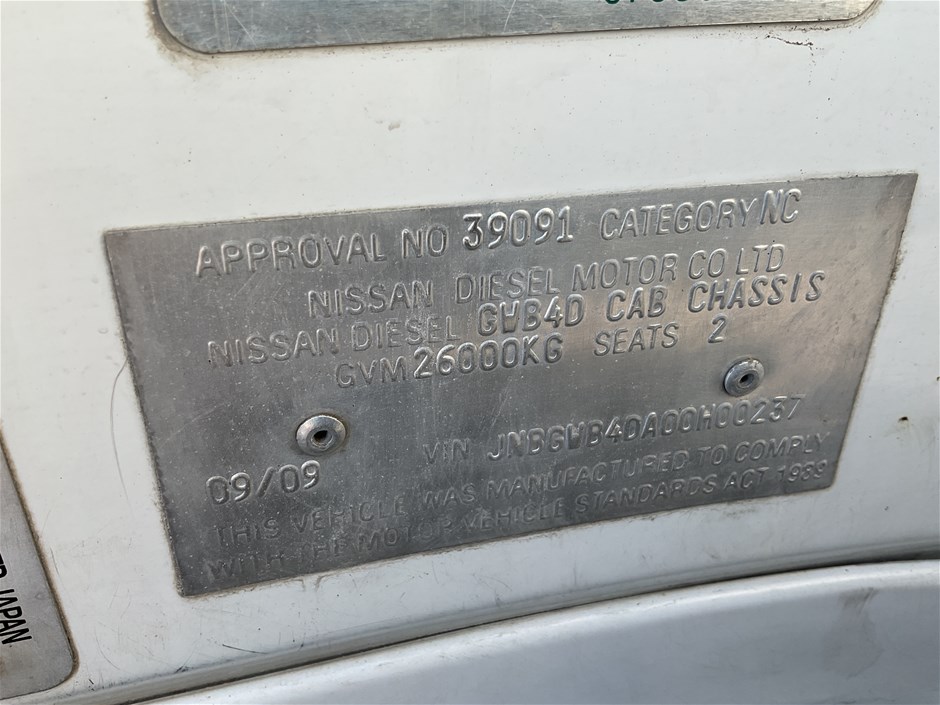 APPROVAL NO 39091 CATEGORY NC
NISSAN DIESEL MOTOR CO LTD
NISSAN DIESEL GWB4D CAB CHASSIS
GVM 26000KG SEATS 2
VIN JNBGWB4DA00H00237
09/09
THIS VEHICLE WAS MANUFACTURED TO COMPLY
WITH THE MOTOR VEHICLE STANDARDS ACT 1989
JAPAN